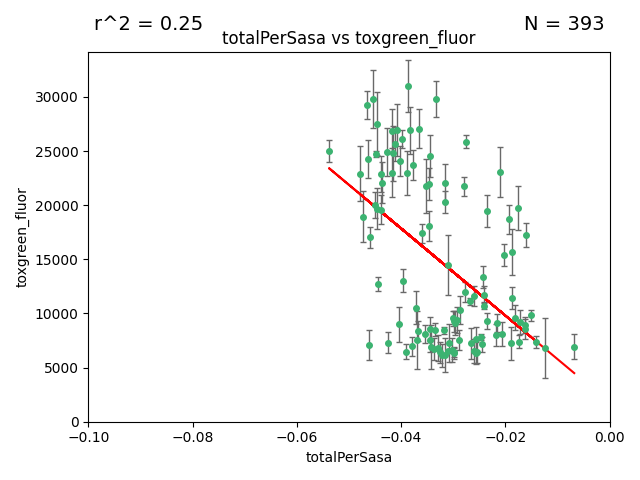 r^2 = 0.25
N = 393
totalPerSasa vs toxgreen_fluor
30000
25000
20000
15000
10000
5000
0
toxgreen_fluor
−0.10
−0.08
−0.06
−0.04
−0.02
0.00
totalPerSasa